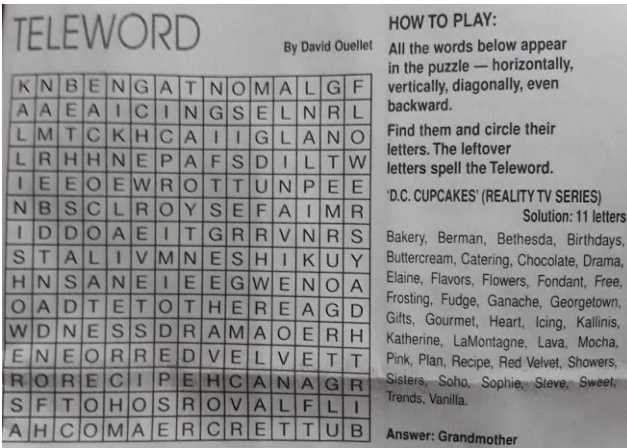 TELEWORD
By David Ouellet
K N B E N G A T N O M A L G F
A A E A I C I N G S E L N R L
L M T C K H C A I I G L A N O
L R H H N E P A F S D I L T W
I E E O E W R O T T U N P E E
N B S C L R O Y S E F A I M R
I D D O A E I T G R R V N R S
S T A L I V M N E S H I K U Y
H N S A N E I E E G W E N O A
O A D T E T O T H E R E A G D
W D N E S S D R A M A O E R H
E N E O R R E D V E L V E T T
R O R E C I P E H C A N A G R
S F T O H O S R O V A L F L I
A H C O M A E R C R E T T U B
HOW TO PLAY:
All the words below appear
in the puzzle — horizontally,
vertically, diagonally, even
backward.
Find them and circle their
letters. The leftover
letters spell the Teleword.
'D.C. CUPCAKES' (REALITY TV SERIES)
Solution: 11 letters
Bakery, Berman, Bethesda, Birthdays,
Buttercream, Catering, Chocolate, Drama,
Elaine, Flavors, Flowers, Fondant, Free,
Frosting, Fudge, Ganache, Georgetown,
Gifts, Gourmet, Heart, Icing, Kallinis,
Katherine, LaMontagne, Lava, Mocha,
Pink, Plan, Recipe, Red Velvet, Showers,
Sisters, Soho, Sophie, Steve, Sweet,
Trends, Vanilla.
Answer: Grandmother